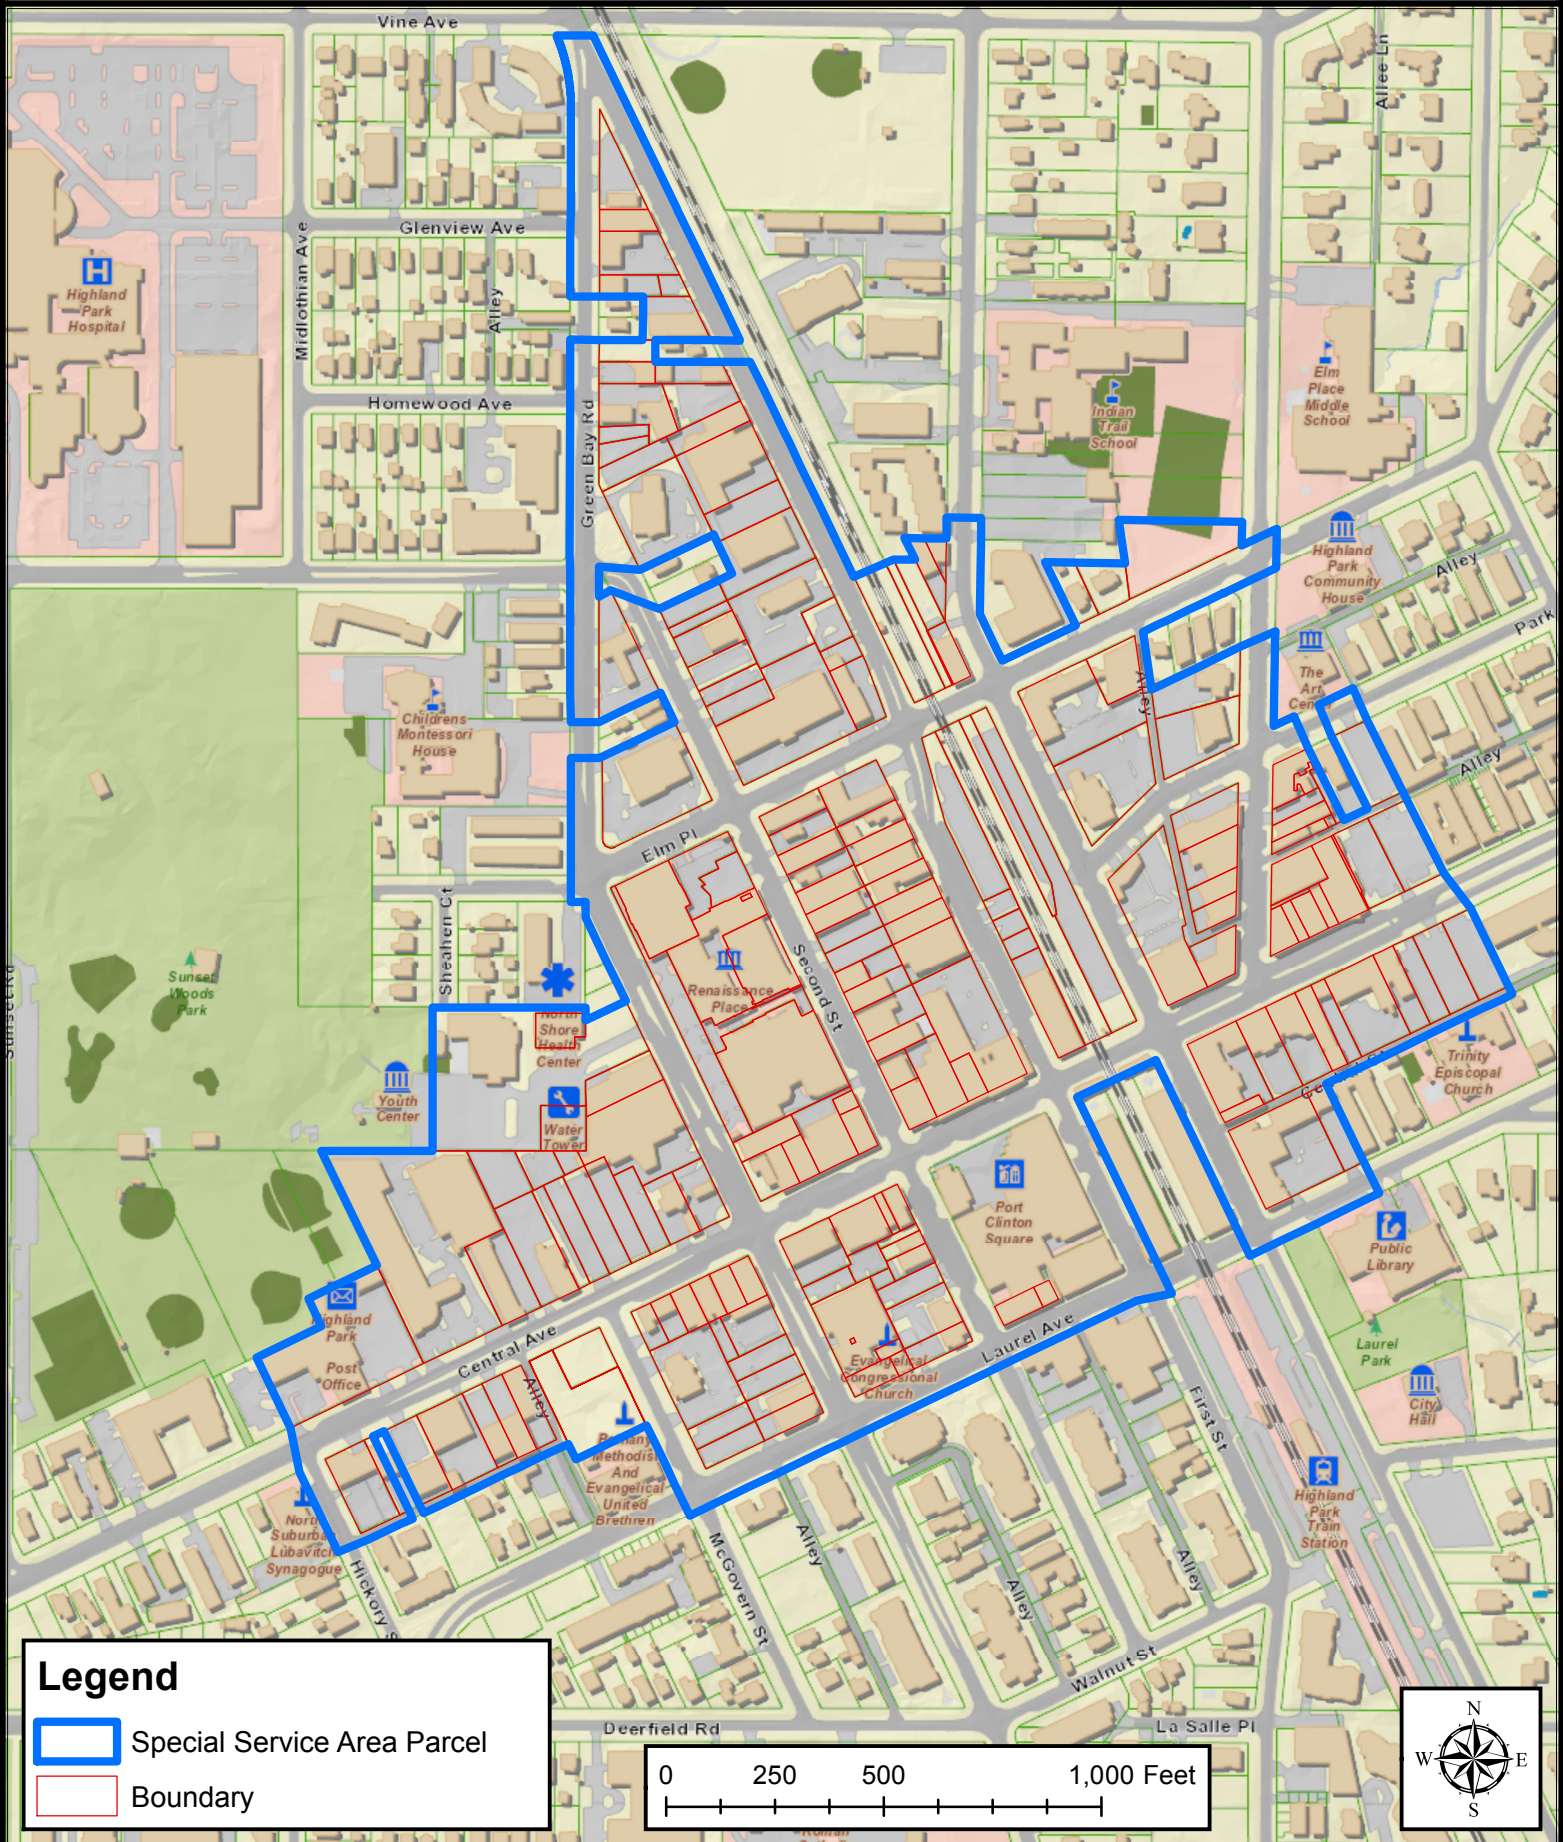 Vine Ave
Allee Ln
Glenview Ave
Midlothian Ave
Alley
Highland
Park
Hospital
Homewood Ave
Green Bay Rd
Indian
Trail
School
Elm
Place
Middle
School
Highland
Park
Community
House
Alley
Park
The
Art
Alley
Alley
Childrens
Montessori
House
Elm Pl
Sheahen Ct
Second St
Sunset
Woods
Park
Renaissance
Place
North
Shore
Health
Center
Youth
Center
Water
Tower
Trinity
Episcopal
Church
Port
Clinton
Square
Public
Library
Highland
Park
Post
Office
Central Ave
Alley
Laurel Ave
Evangelical
Congressional
Church
Laurel
Park
City
Hall
First St
Methodist
And
Evangelical
United
Brethren
North
Suburban
Lubavitch
Synagogue
Hickory S
McGovern St
Alley
Alley
Alley
Highland
Park
Train
Station
Walnut St
Deerfield Rd
La Salle Pl
Legend
Special Service Area Parcel
Boundary
0 250 500 1,000 Feet
N
W E
S